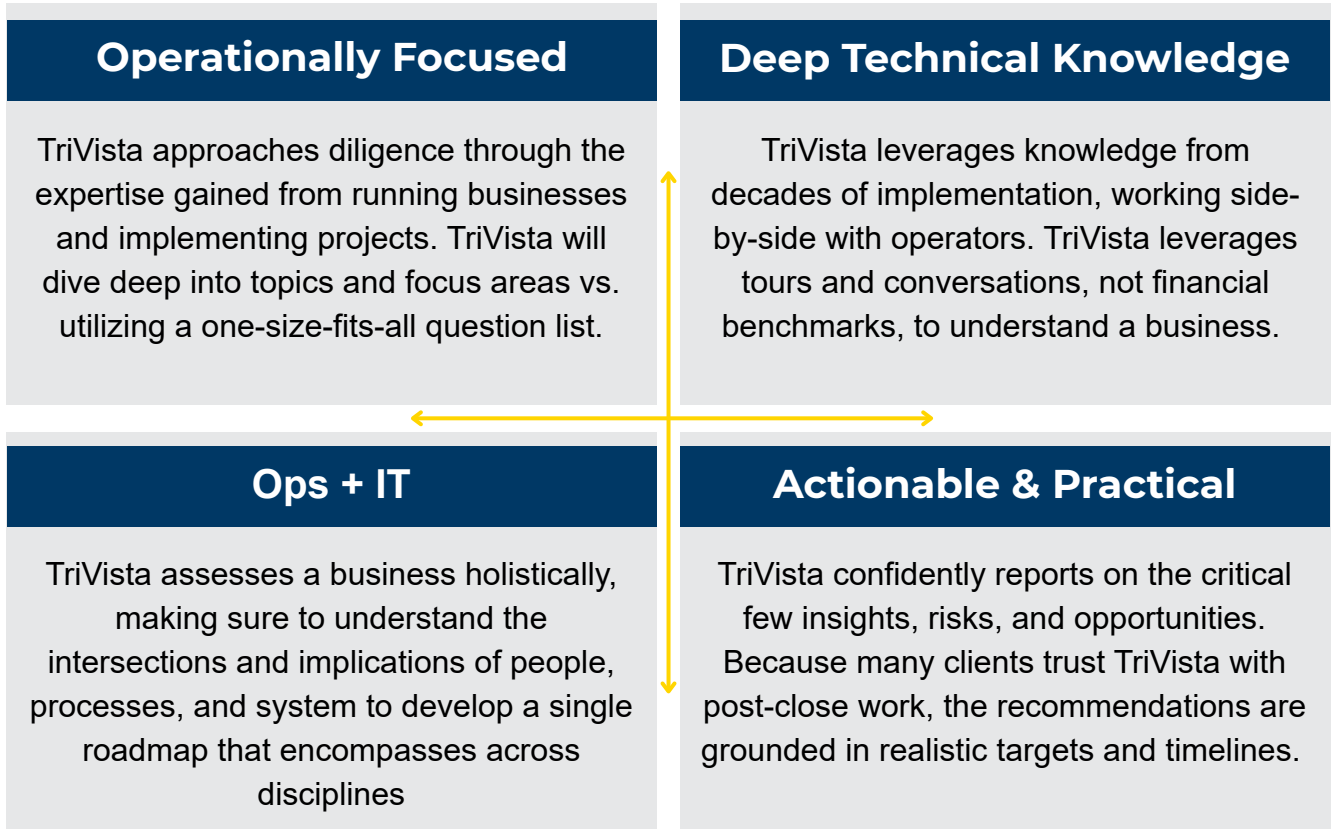 Operationally Focused
TriVista approaches diligence through the
expertise gained from running businesses
and implementing projects. TriVista will
dive deep into topics and focus areas vs.
utilizing a one-size-fits-all question list.
Deep Technical Knowledge
TriVista leverages knowledge from
decades of implementation, working side-
by-side with operators. TriVista leverages
tours and conversations, not financial
benchmarks, to understand a business.
Ops + IT
TriVista assesses a business holistically,
making sure to understand the
intersections and implications of people,
processes, and system to develop a single
roadmap that encompasses across
disciplines
Actionable & Practical
TriVista confidently reports on the critical
few insights, risks, and opportunities.
Because many clients trust TriVista with
post-close work, the recommendations are
grounded in realistic targets and timelines.